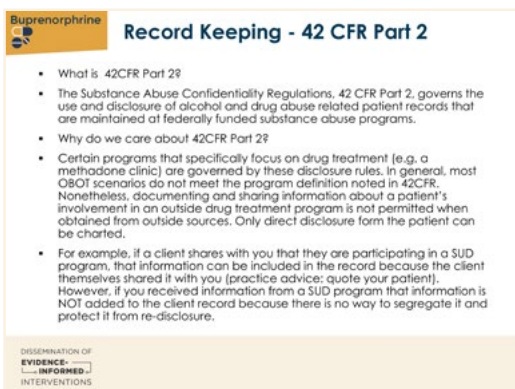 Buprenorphrine
Record Keeping - 42 CFR Part 2
• What is 42CFR Part 2?
• The Substance Abuse Confidentiality Regulations, 42 CFR Part 2, governs the
use and disclosure of alcohol and drug abuse related patient records that
are maintained at federally funded substance abuse programs.
• Why do we care about 42CFR Part 2?
• Certain programs that specifically focus on drug treatment (e.g. a
methadone clinic) are governed by these disclosure rules. In general, most
OBOT scenarios do not meet the program definition noted in 42CFR.
Nonetheless, documenting and sharing information about a patient's
involvement in an outside drug treatment program is not permitted when
obtained from outside sources. Only direct disclosure form the patient can
be charted.
• For example, if a client shares with you that they are participating in a SUD
program, that information can be included in the record because the client
themselves shared it with you (practice advice: quote your patient).
However, if you received information from a SUD program that information is
NOT added to the client record because there is no way to segregate it and
protect it from re-disclosure.
DISSEMINATION OF
EVIDENCE-
INFORMED
INTERVENTIONS